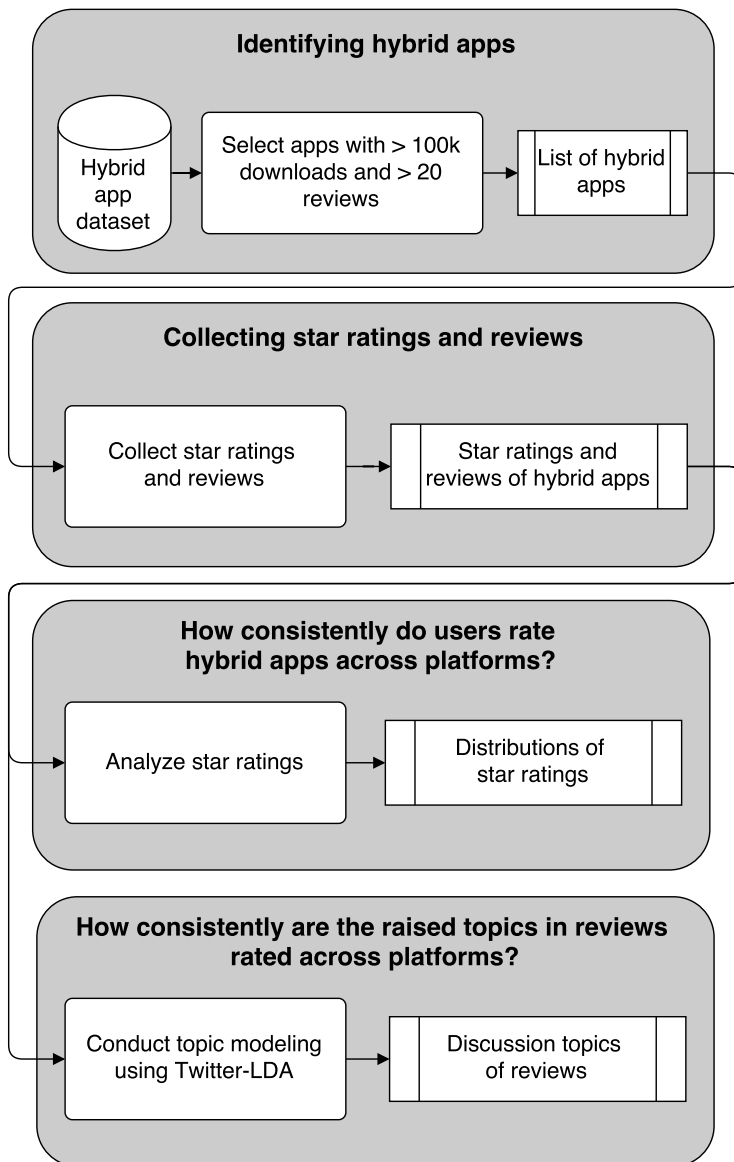 Identifying hybrid apps
Hybrid
app
dataset
Select apps with > 100k
downloads and > 20
reviews
List of hybrid
apps
Collecting star ratings and reviews
Collect star ratings
and reviews
Star ratings and
reviews of hybrid apps
How consistently do users rate
hybrid apps across platforms?
Analyze star ratings
Distributions of
star ratings
How consistently are the raised topics in reviews
rated across platforms?
Conduct topic modeling
using Twitter-LDA
Discussion topics
of reviews